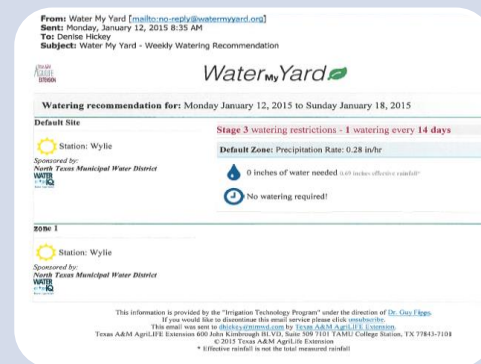 From: Water My Yard [mailto:no-reply@watermyyard.org]
Sent: Monday, January 12, 2015 8:35 AM
To: Denise Hickey
Subject: Water My Yard - Weekly Watering Recommendation
EXTENSION
WaterMyYard
Watering recommendation for: Monday January 12, 2015 to Sunday January 18, 2015
Default Site
Stage 3 watering restrictions - 1 watering every 14 days
Station: Wylie
Default Zone: Precipitation Rate: 0.28 in/hr
Sponsored by:
North Texas Municipal Water District
WATER
IQ
0 inches of water needed
No watering required!
zone 1
Station: Wylie
Sponsored by:
North Texas Municipal Water District
WATER
IQ
This information is provided by the "Irrigation Technology Program" under the direction of Dr. Guy Fipps.
If you would like to discontinue this email service please click unsubscribe.
This email was sent to dhickey@ntmwd.com by Texas A&M AgriLIFE Extension.
Texas A&M AgriLIFE Extension 600 John Kimbrough BLVD, Suite 509 7101 TAMU College Station, TX 77843-7101
© 2015 Texas A&M AgriLife Extension
* Effective rainfall is not the total measured rainfall